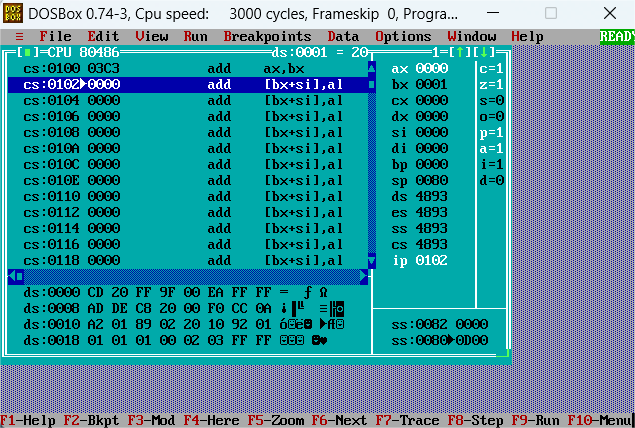 DOSBox 0.74-3, Cpu speed: 3000 cycles, Frameskip 0, Progra...
≡ File Edit View Run Breakpoints Data Options Window Help READY
[■]=CPU 80486 ds:0001 = 20 1=[↑][↓]
cs:0100 03C3 add ax,bx ax 0000 c=1
cs:0102►0000 add [bx+si],al bx 0001 z=1
cs:0104 0000 add [bx+si],al cx 0000 s=0
cs:0106 0000 add [bx+si],al dx 0000 o=0
cs:0108 0000 add [bx+si],al si 0000 p=1
cs:010A 0000 add [bx+si],al di 0000 a=1
cs:010C 0000 add [bx+si],al bp 0000 i=1
cs:010E 0000 add [bx+si],al sp 0080 d=0
cs:0110 0000 add [bx+si],al ds 4893
cs:0112 0000 add [bx+si],al es 4893
cs:0114 0000 add [bx+si],al ss 4893
cs:0116 0000 add [bx+si],al cs 4893
cs:0118 0000 add [bx+si],al ip 0102
ds:0000 CD 20 FF 9F 00 EA FF FF = ƒ Ω
ds:0008 AD DE C8 20 00 F0 CC 0A
ds:0010 A2 01 89 02 20 10 92 01 ó☺ë☻ ►Æ☺ ss:0082 0000
ds:0018 01 01 01 00 02 03 FF FF ☺☺☺ ☻♥ ss:0080►0D00
F1-Help F2-Bkpt F3-Mod F4-Here F5-Zoom F6-Next F7-Trace F8-Step F9-Run F10-Menu